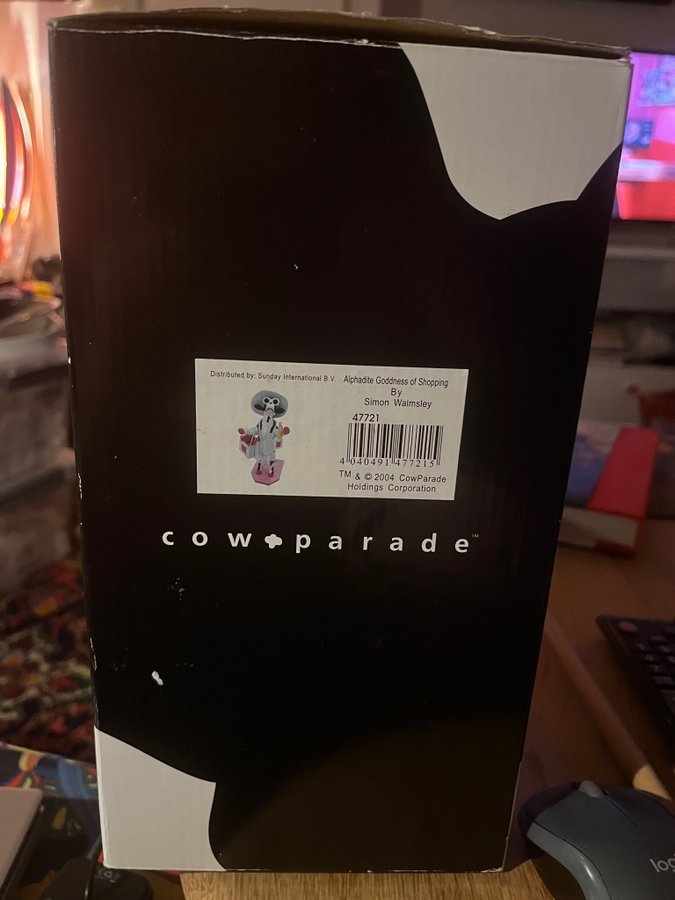 Distributed by: Sunday International B.V.
Alphadite Goddness of Shopping
By
Simon Walmsley
47721
4 040491 477215
TM & © 2004 CowParade
Holdings Corporation
cow parade™
logi